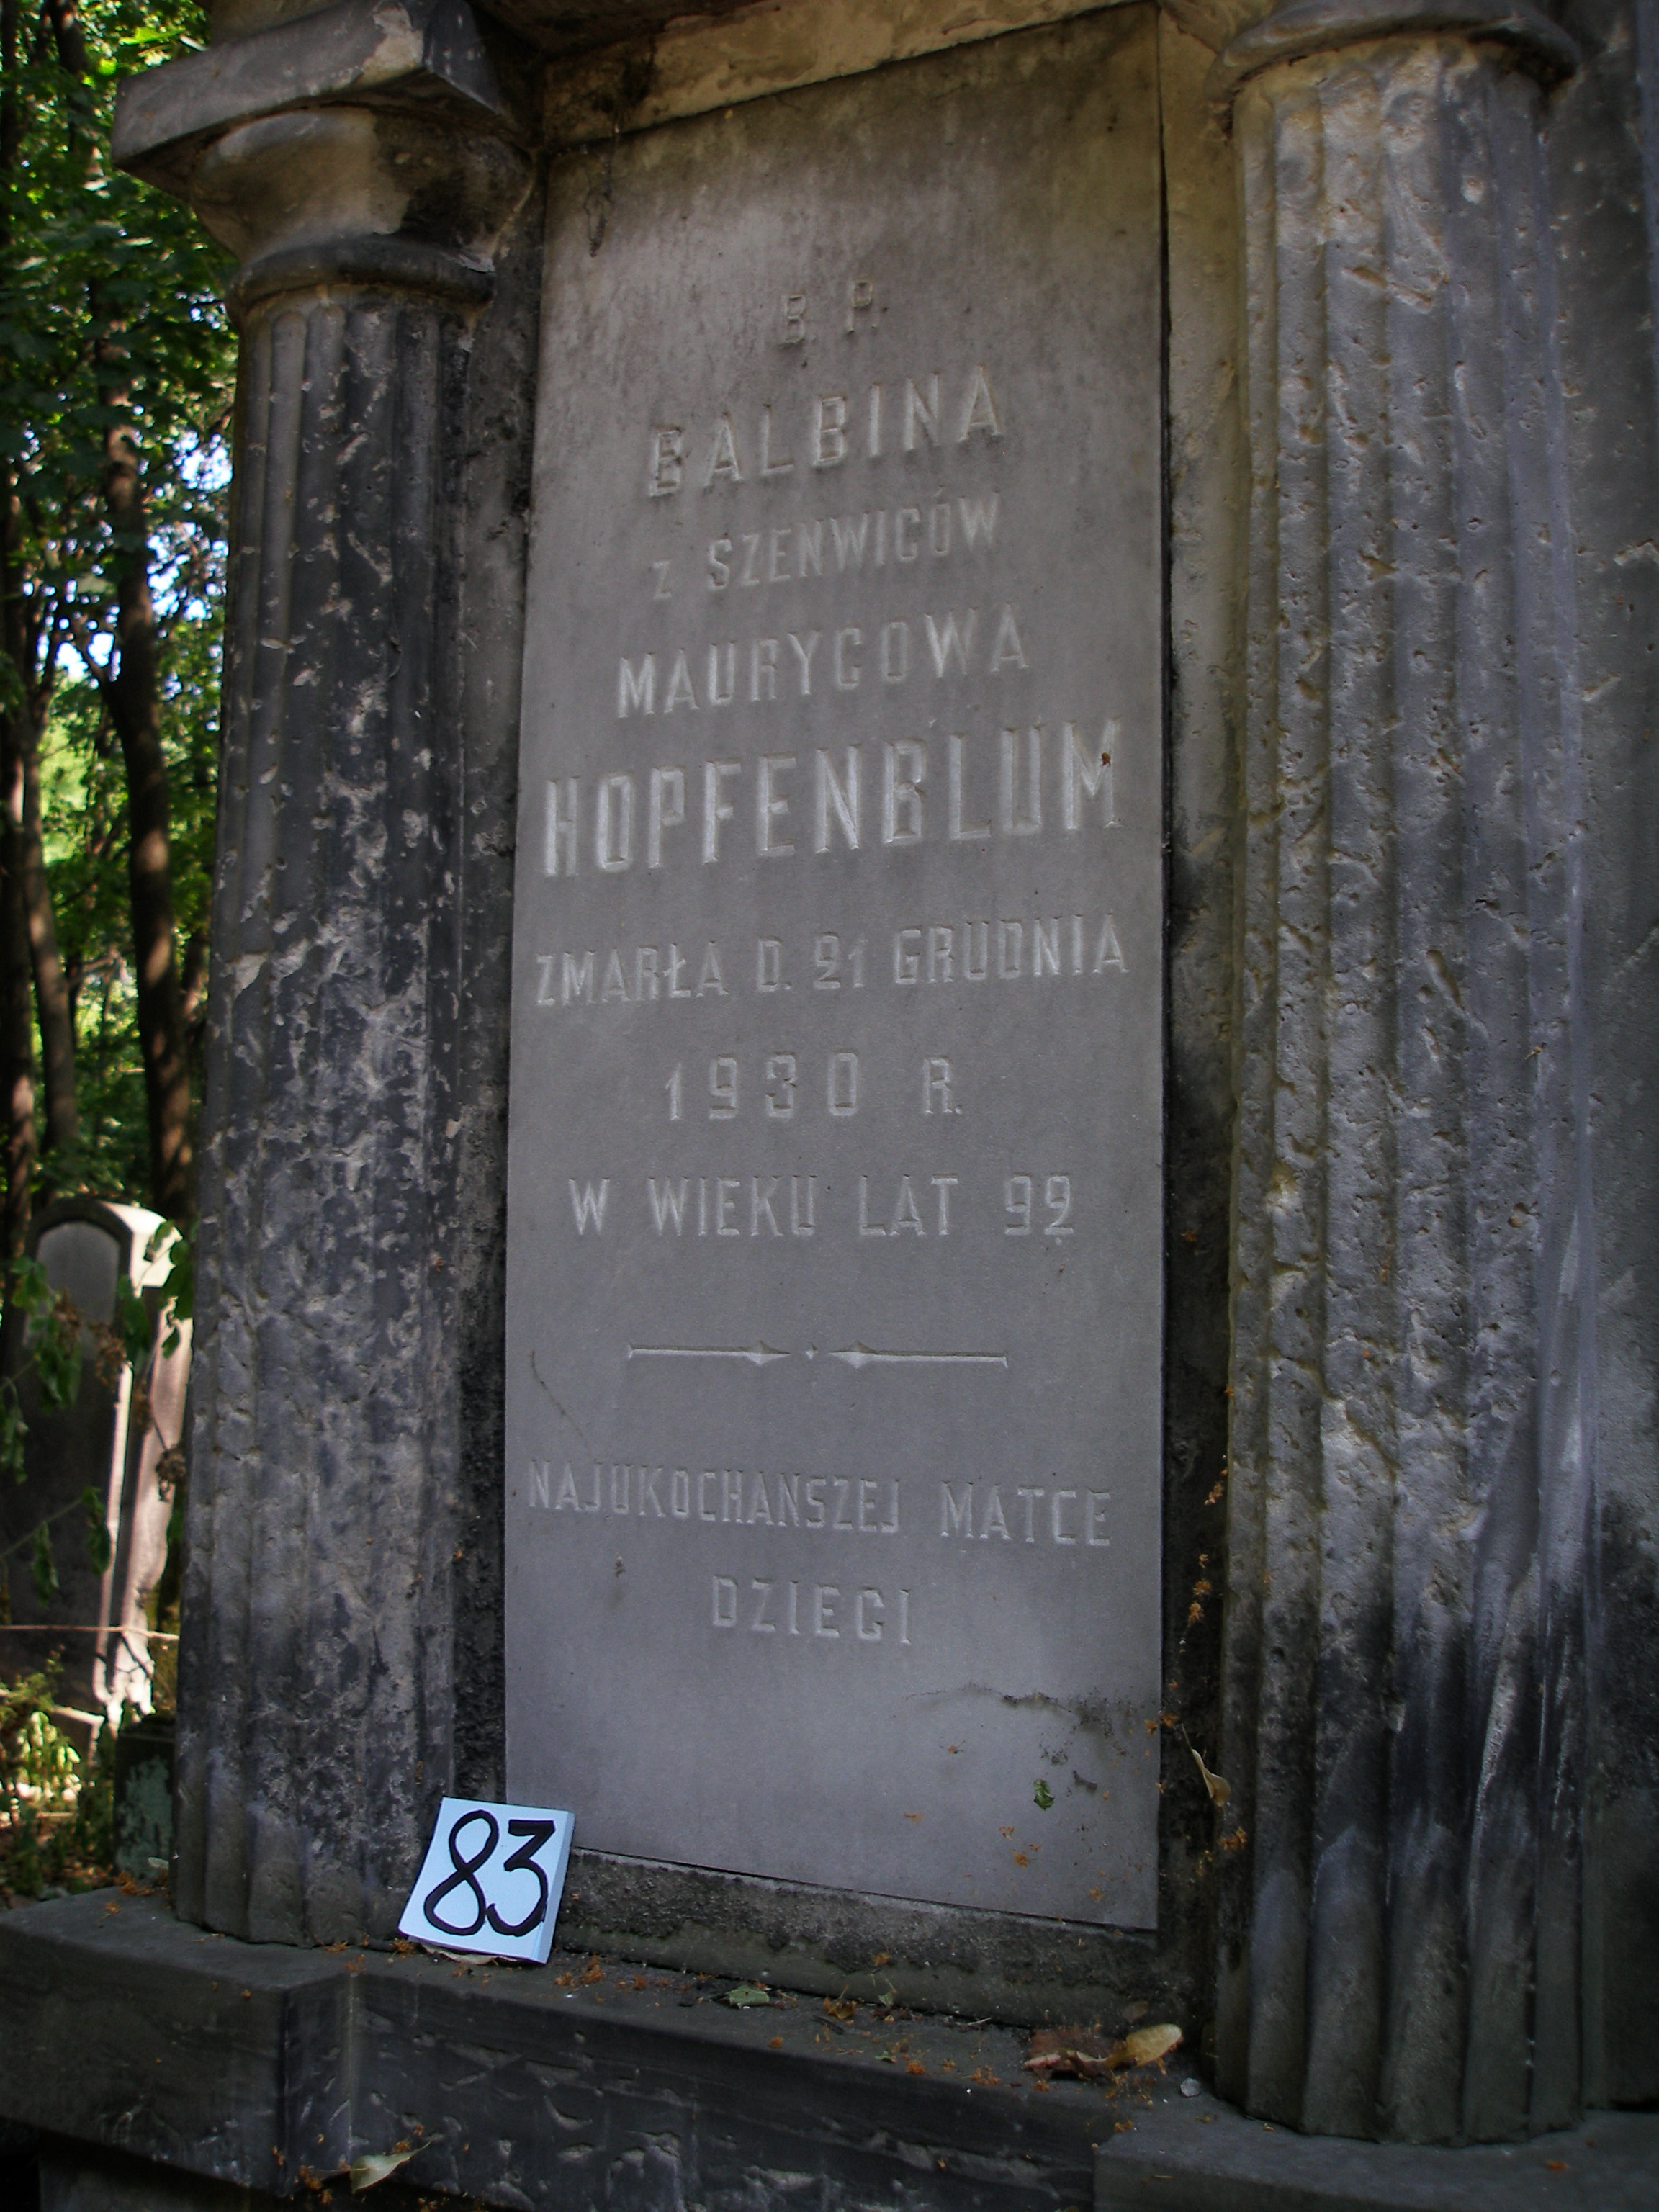 B. P.
BALBINA
z SZENWICÓW
MAURYCOWA
HOPFENBLUM
ZMARŁA D. 21 GRUDNIA
1930 R.
W WIEKU LAT 92
NAJUKOCHAŃSZEJ MATCE
DZIECI
83